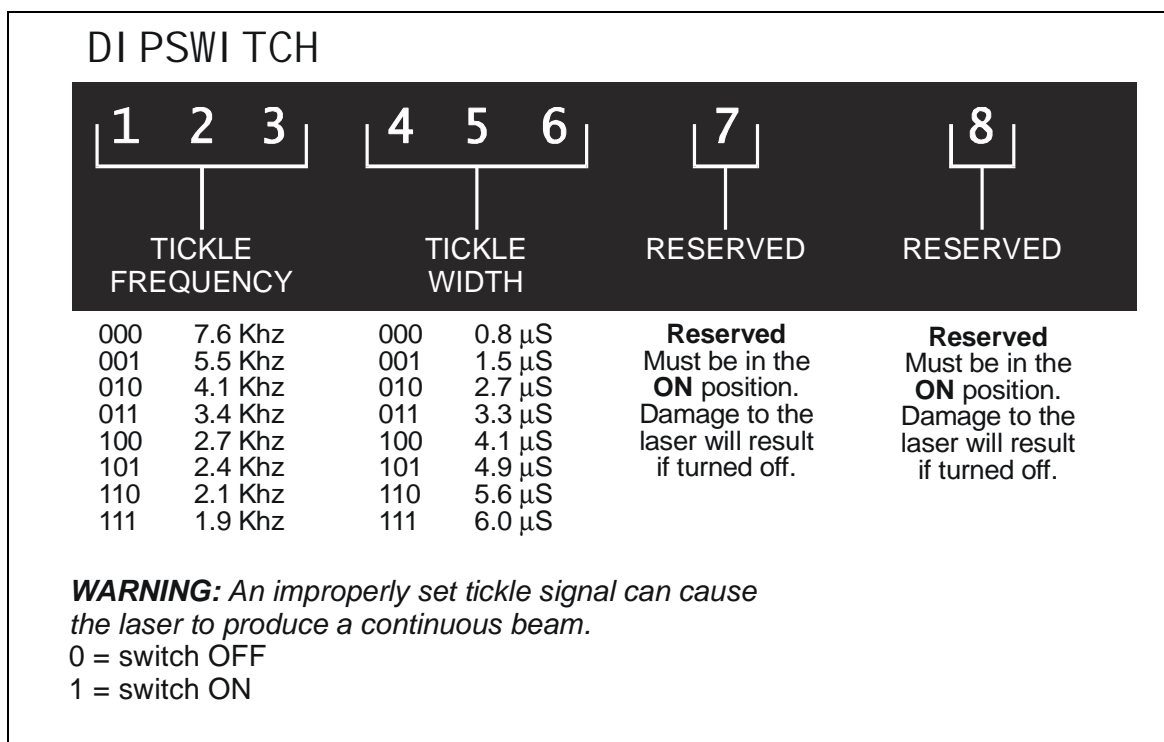 DIPSWITCH
1 2 3 4 5 6 7 8
TICKLE FREQUENCY TICKLE WIDTH RESERVED RESERVED
000 7.6 Khz 000 0.8 µS
001 5.5 Khz 001 1.5 µS
010 4.1 Khz 010 2.7 µS
011 3.4 Khz 011 3.3 µS
100 2.7 Khz 100 4.1 µS
101 2.4 Khz 101 4.9 µS
110 2.1 Khz 110 5.6 µS
111 1.9 Khz 111 6.0 µS
Reserved
Must be in the
ON position.
Damage to the
laser will result
if turned off.
Reserved
Must be in the
ON position.
Damage to the
laser will result
if turned off.
WARNING: An improperly set tickle signal can cause
the laser to produce a continuous beam.
0 = switch OFF
1 = switch ON